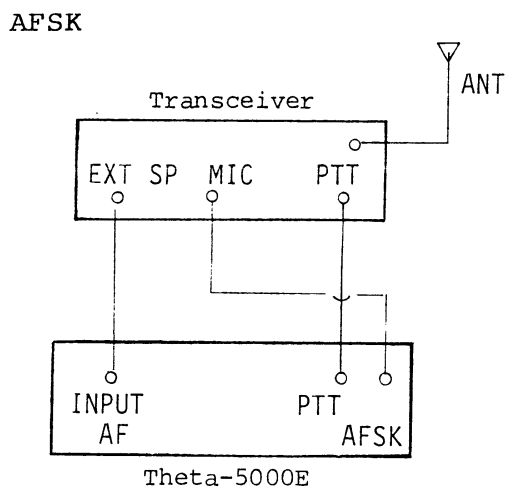 AFSK
ANT
Transceiver
EXT SP MIC PTT
INPUT PTT
AF AFSK
Theta-5000E